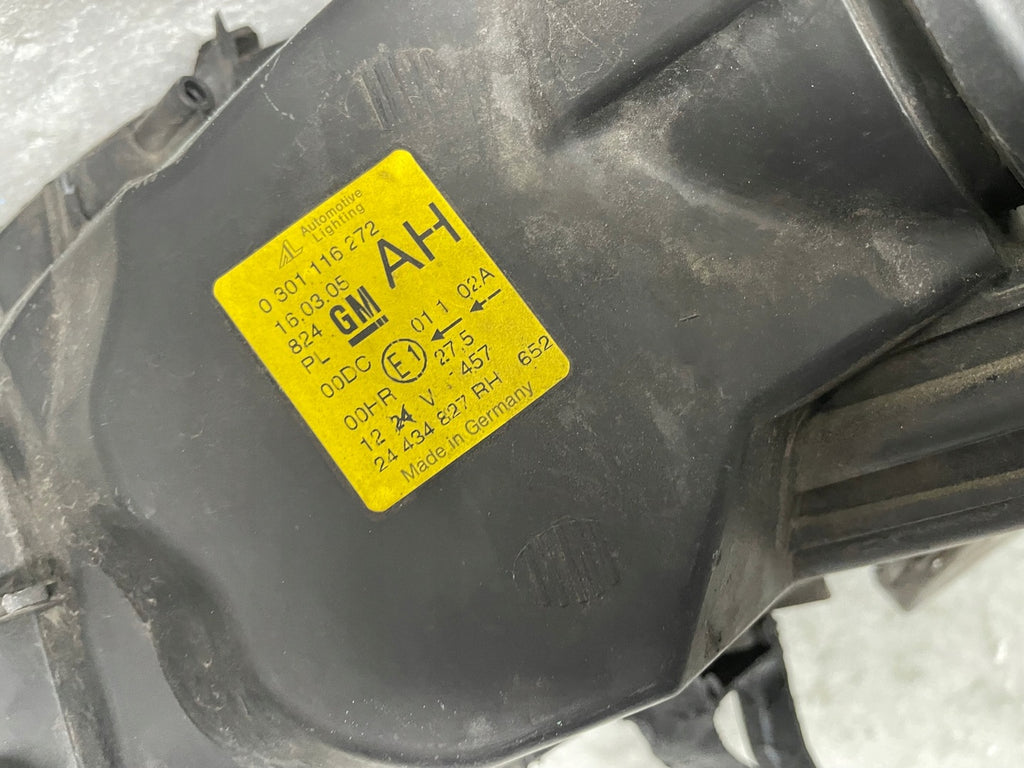 AL Automotive
Lighting
0 301 116 272
16.03.05
824 GM AH
PL
00DC E1 01 1 02A
00HR 27.5
12 24 V 457
24 434 827 RH 652
Made in Germany